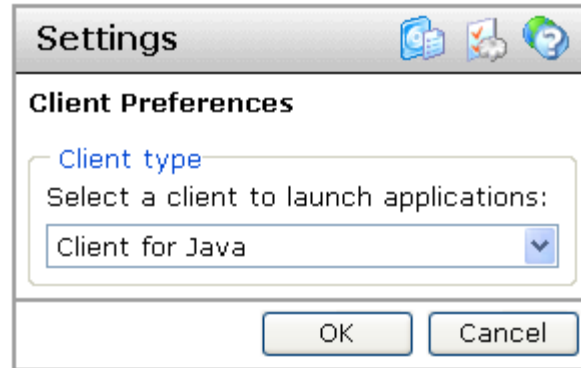 Settings
Client Preferences
Client type
Select a client to launch applications:
Client for Java
OK Cancel